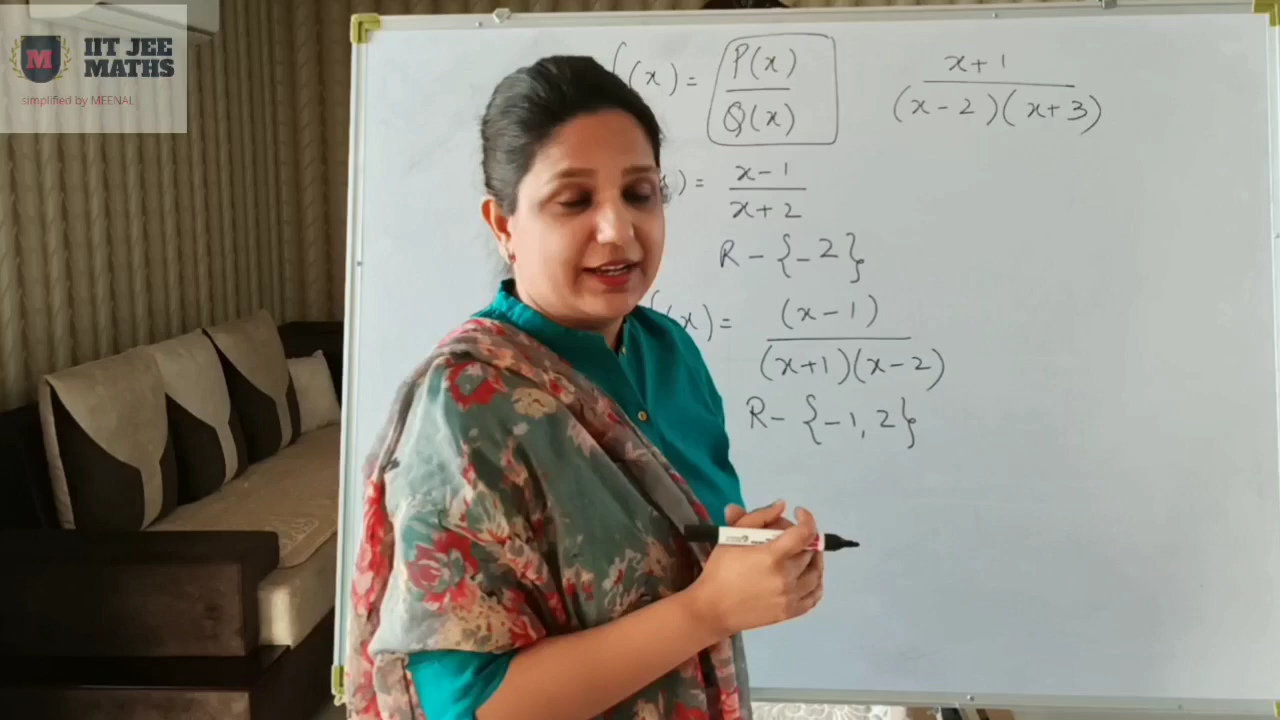 M
IIT JEE
MATHS
simplified by MEENAL
(x) = P(x)
Q(x)
x+1
(x-2)(x+3)
) = x-1
x+2
R - {-2}
(x) = (x-1)
(x+1)(x-2)
R - {-1, 2}